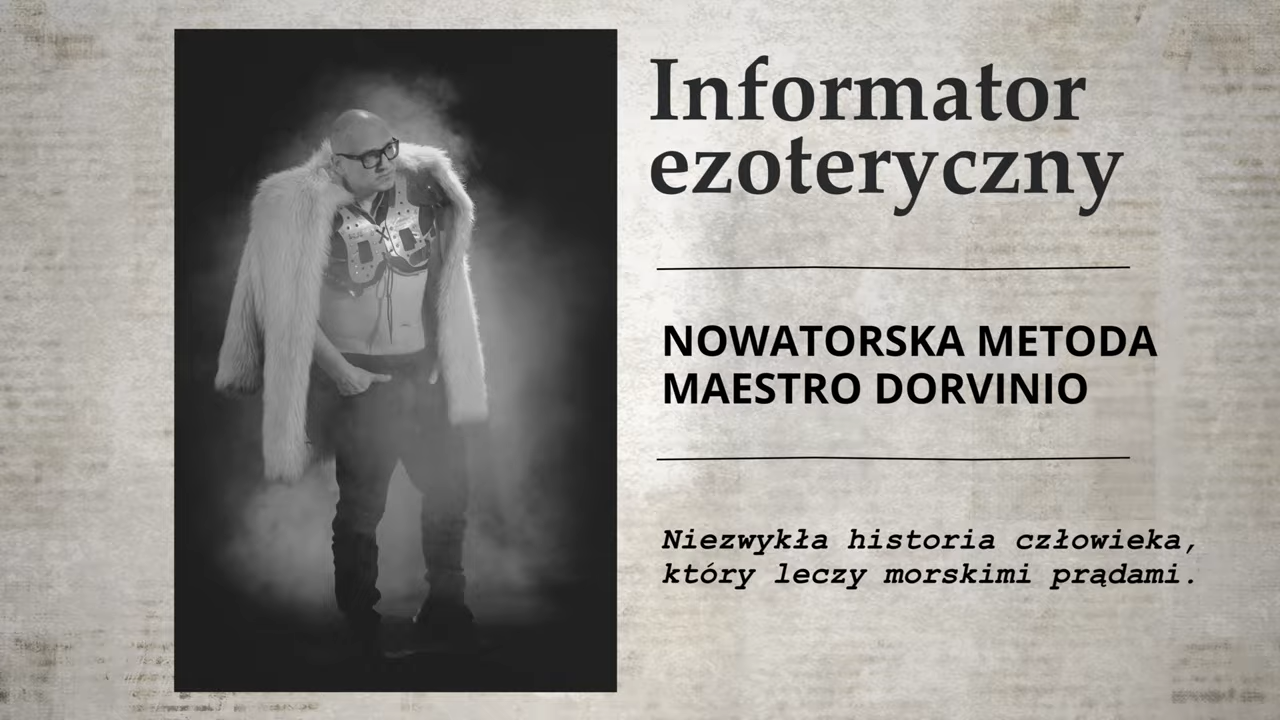 Informator
ezoteryczny
NOWATORSKA METODA
MAESTRO DORVINIO
Niezwykła historia człowieka,
który leczy morskimi prądami.